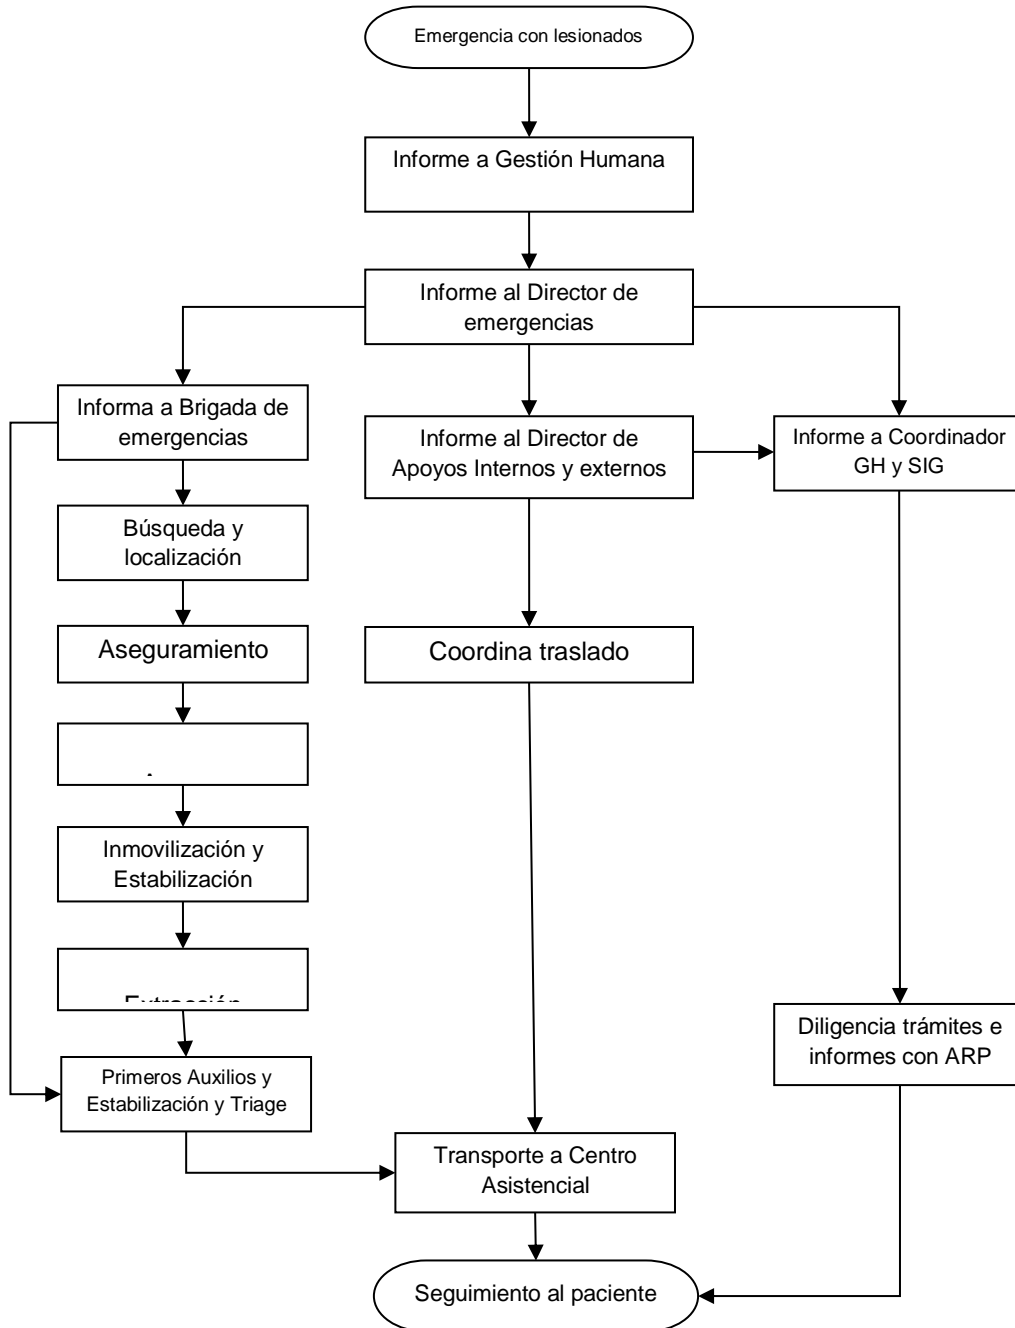 Emergencia con lesionados
Informe a Gestión Humana
Informe al Director de
emergencias
Informa a Brigada de
emergencias
Informe al Director de
Apoyos Internos y externos
Informe a Coordinador
GH y SIG
Búsqueda y
localización
Aseguramiento
Coordina traslado
Inmovilización y
Estabilización
Extracción
Diligencia trámites e
informes con ARP
Primeros Auxilios y
Estabilización y Triage
Transporte a Centro
Asistencial
Seguimiento al paciente